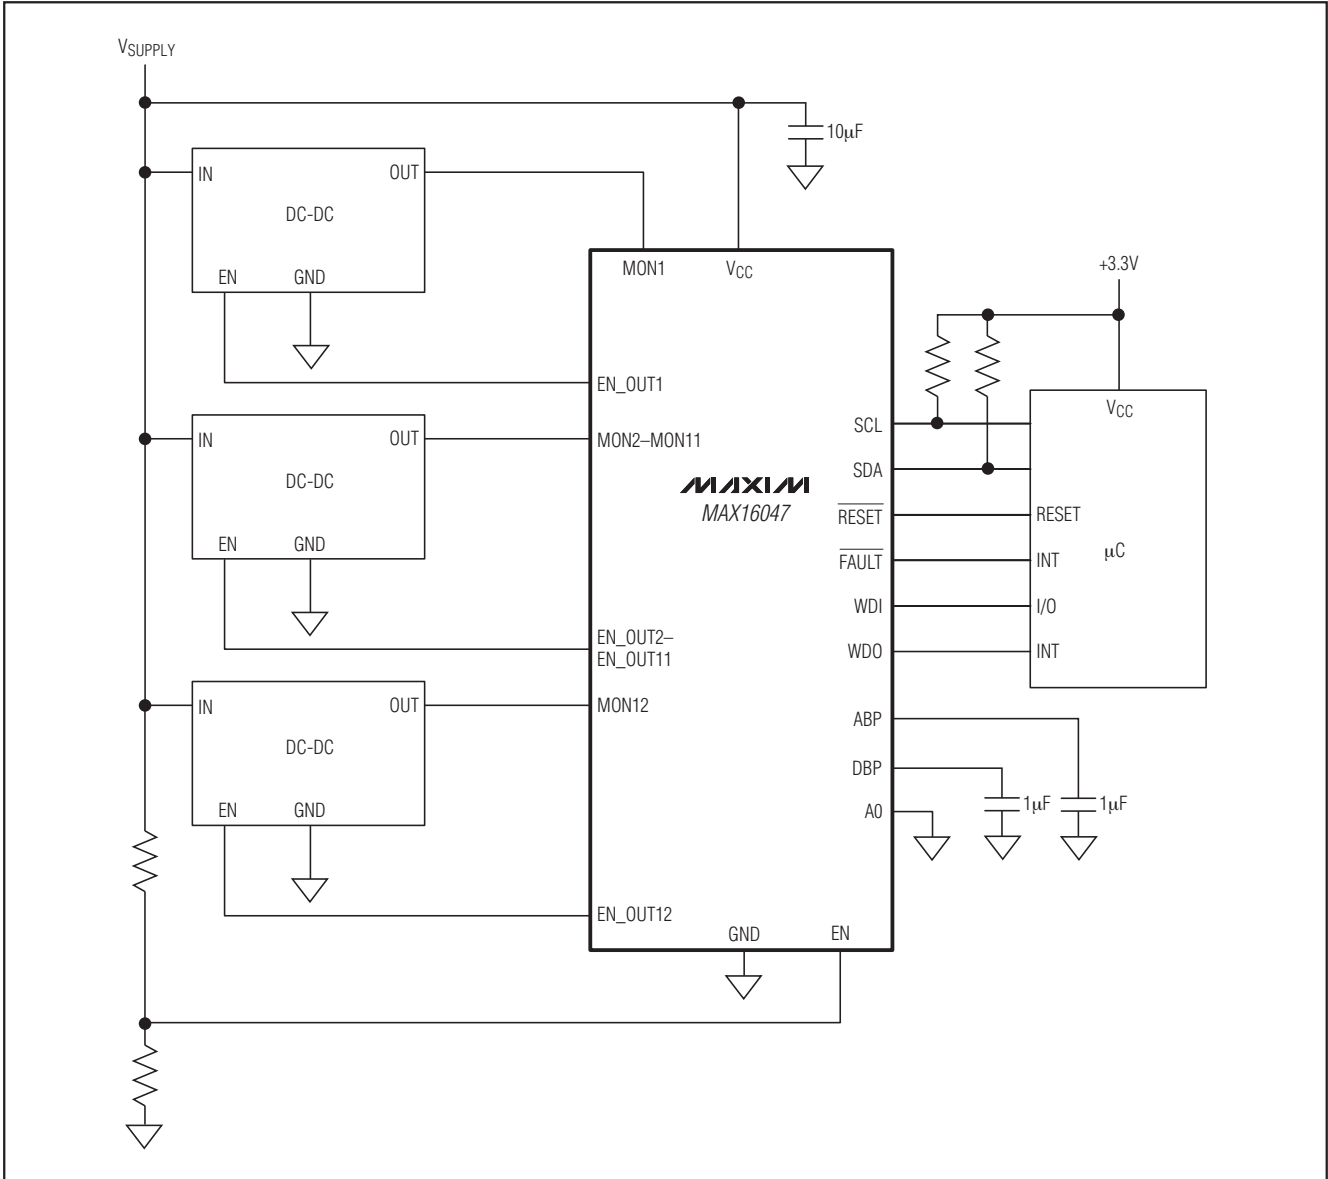 VSUPPLY
10µF
IN
OUT
DC-DC
EN
GND
MON1
VCC
+3.3V
EN_OUT1
VCC
SCL
IN
OUT
MON2–MON11
SDA
DC-DC
MAXIM
MAX16047
RESET
RESET
EN
GND
FAULT
INT
µC
WDI
I/O
EN_OUT2–
EN_OUT11
WDO
INT
IN
OUT
MON12
ABP
DC-DC
DBP
EN
GND
A0
1µF
1µF
EN_OUT12
GND
EN